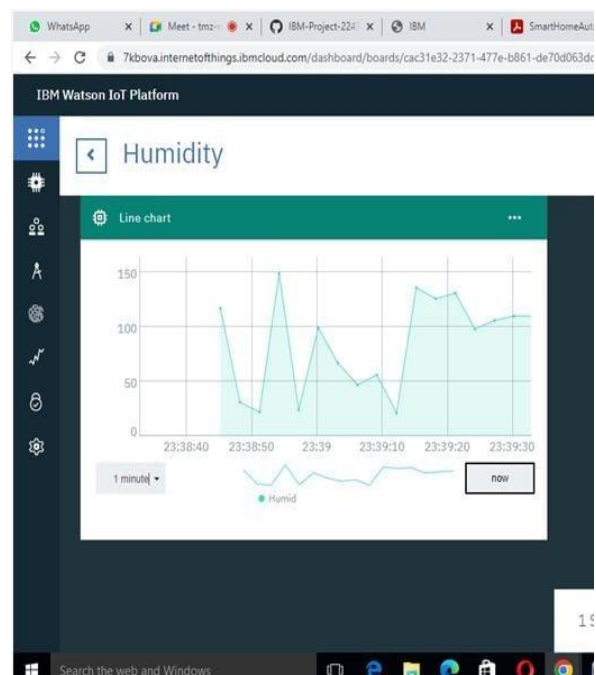 WhatsApp
Meet - tmz-
IBM-Project-224
IBM
SmartHomeAut
7kbova.internetofthings.ibmcloud.com/dashboard/boards/cac31e32-2371-477e-b861-de70d063dc
IBM Watson IoT Platform
Humidity
Line chart
150
100
50
0
23:38:40 23:38:50 23:39 23:39:10 23:39:20 23:39:30
1 minute
now
Humid
1 S
Search the web and Windows